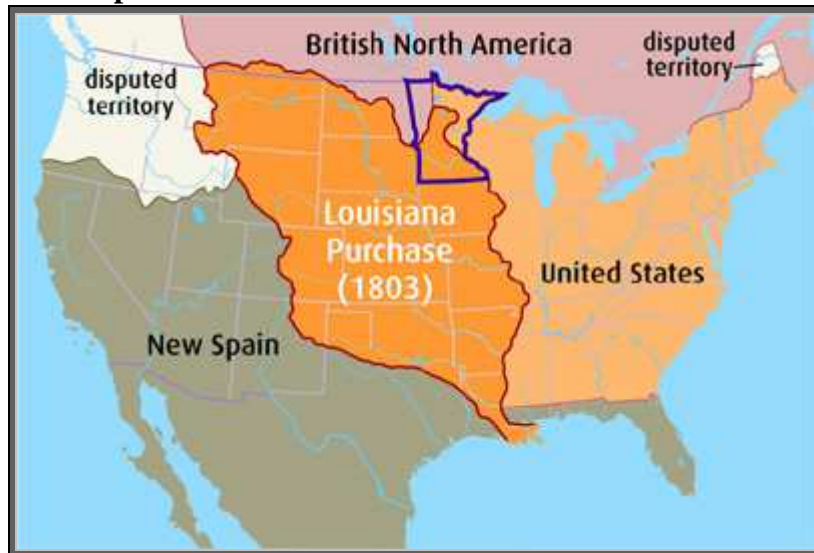 British North America
disputed
territory
disputed
territory
Louisiana
Purchase
(1803)
United States
New Spain